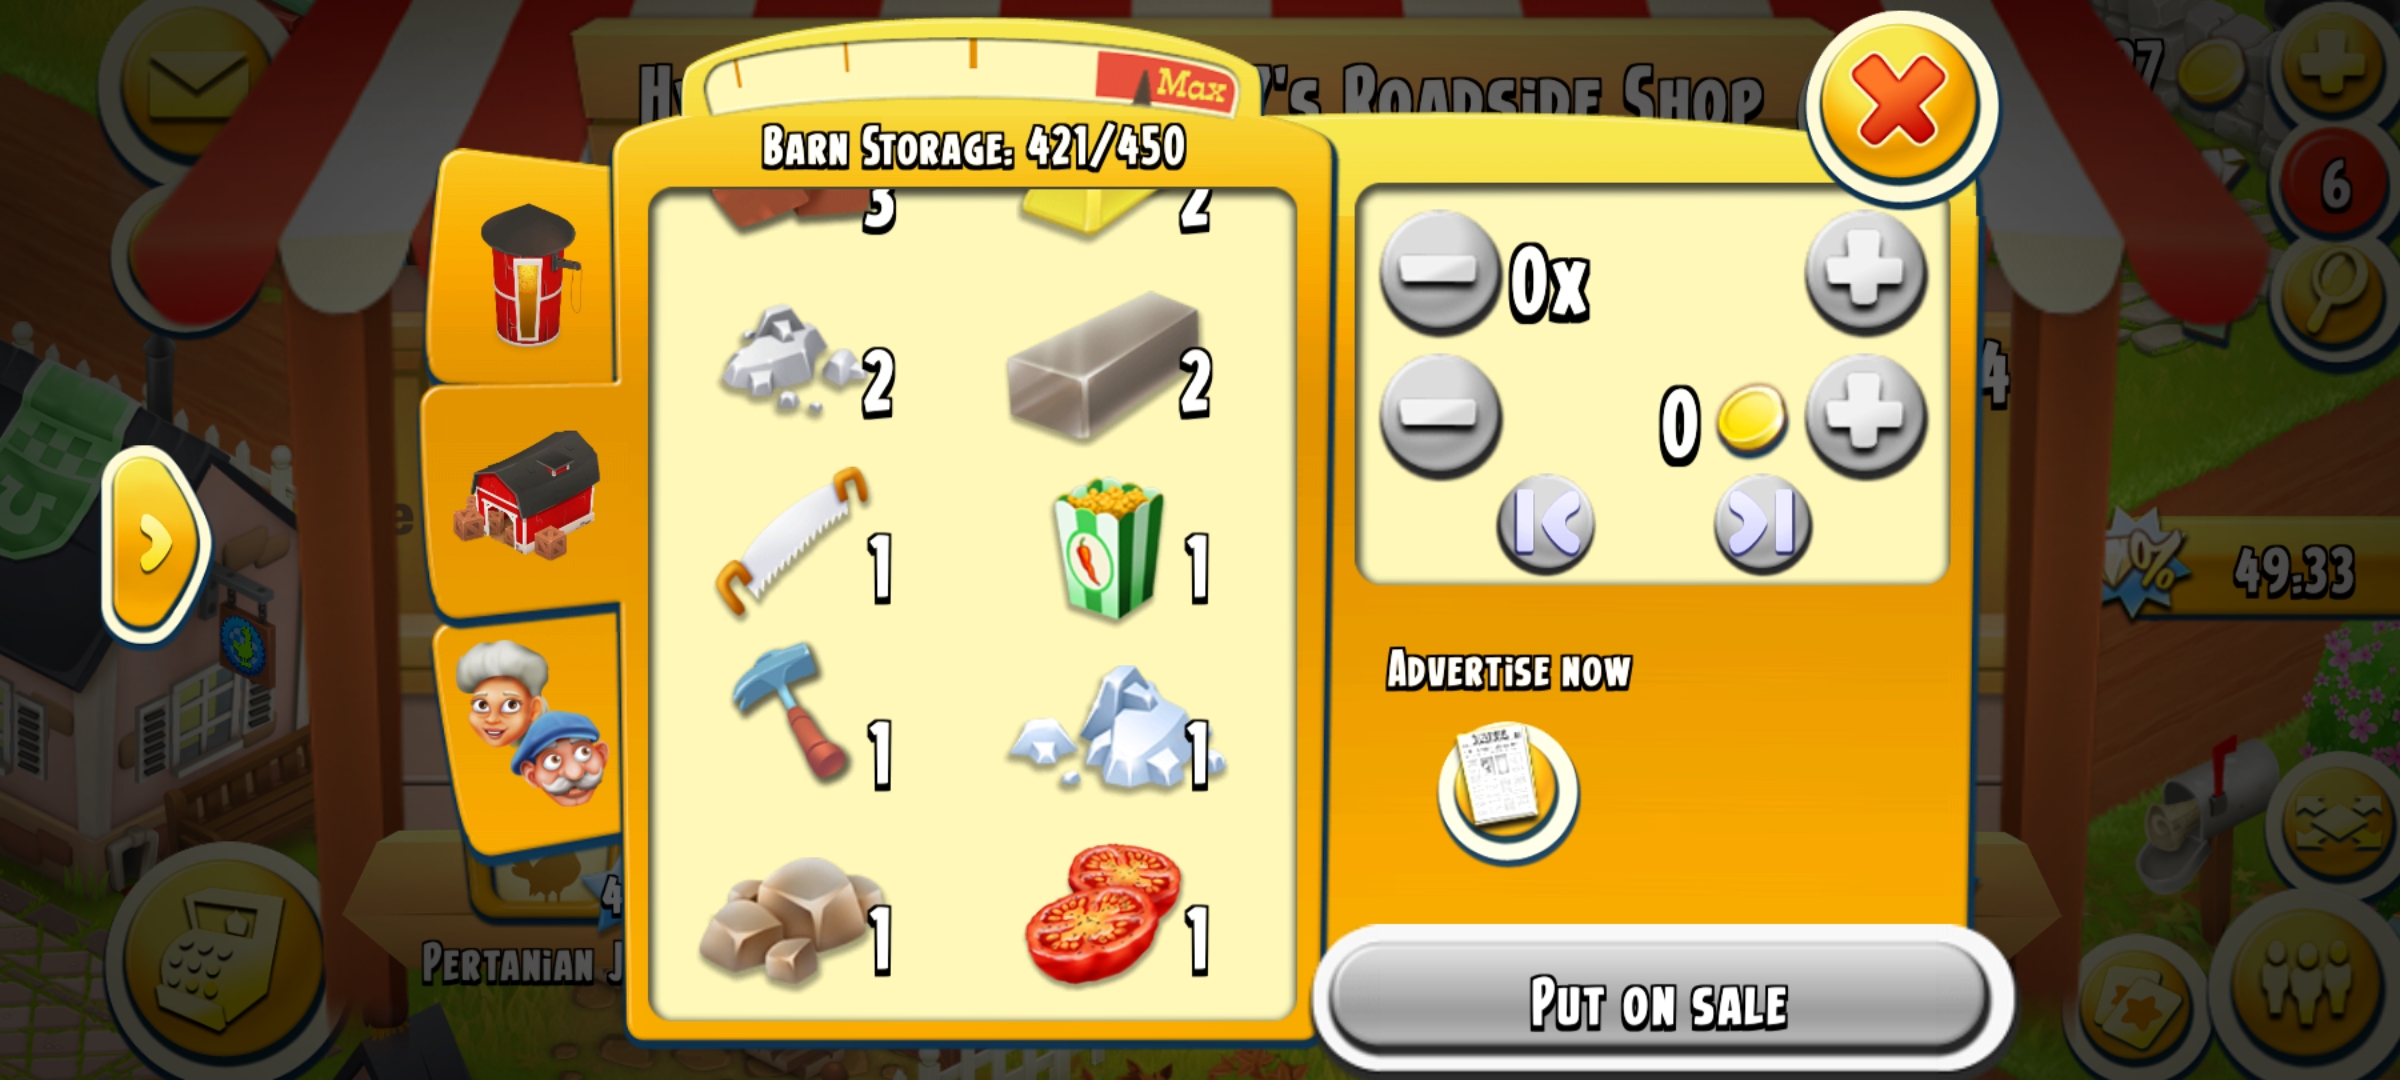 'S ROADSIDE SHOP
Max
BARN STORAGE: 421/450
3
2
2
2
1
1
1
1
1
1
0x
0
6
4
49:33
ADVERTISE NOW
PERTANIAN J
PUT ON SALE